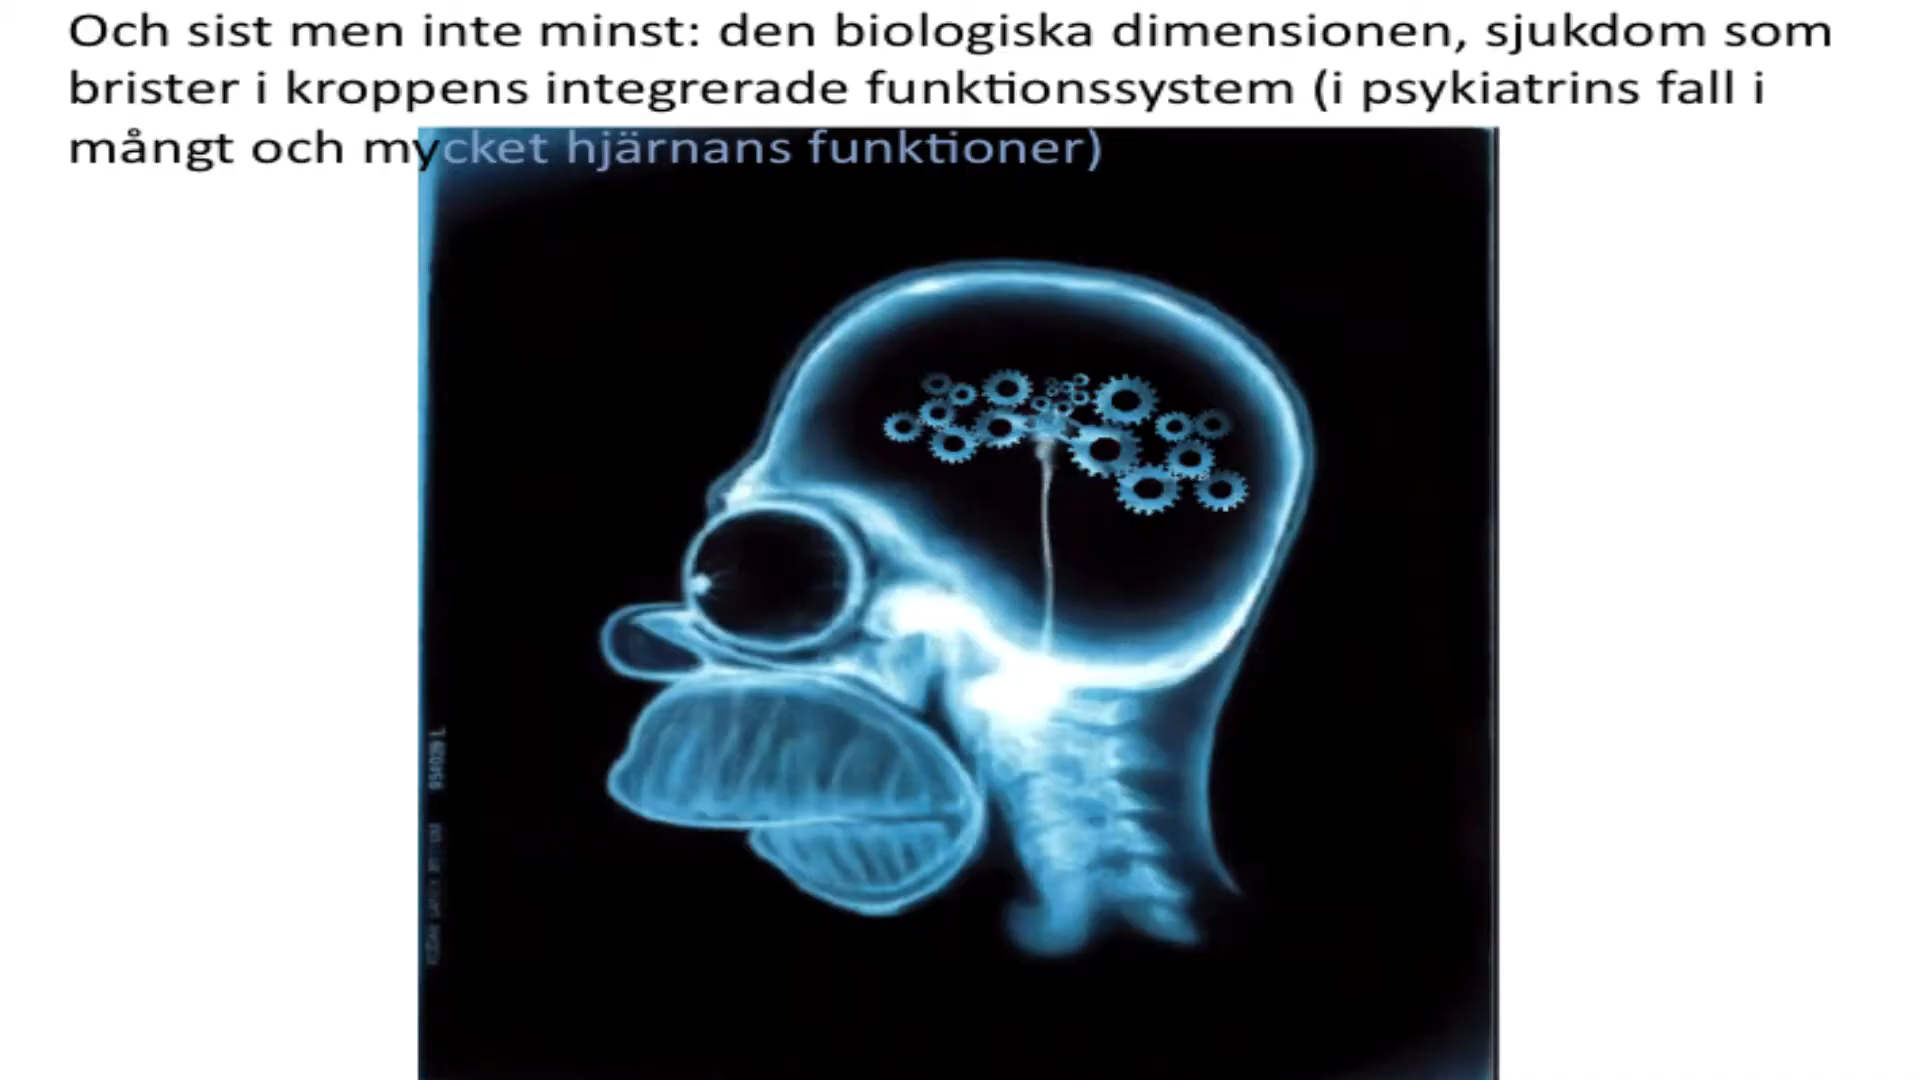 Och sist men inte minst: den biologiska dimensionen, sjukdom som
brister i kroppens integrerade funktionssystem (i psykiatrins fall i
mångt och mycket hjärnans funktioner)